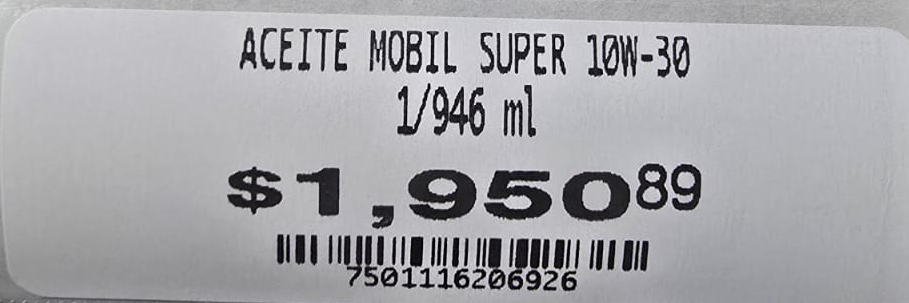 ACEITE MOBIL SUPER 10W-30
1/946 ml
$1,95089
7501116206926